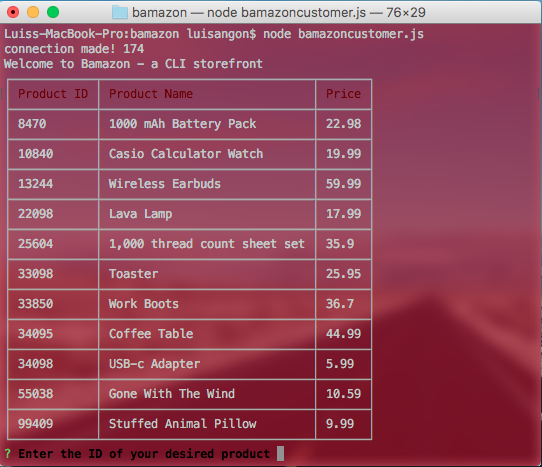 bamazon — node bamazoncustomer.js — 76×29
Luiss-MacBook-Pro:bamazon luisangon$ node bamazoncustomer.js
connection made! 174
Welcome to Bamazon - a CLI storefront
Product ID Product Name Price
8470 1000 mAh Battery Pack 22.98
10840 Casio Calculator Watch 19.99
13244 Wireless Earbuds 59.99
22098 Lava Lamp 17.99
25604 1,000 thread count sheet set 35.9
33098 Toaster 25.95
33850 Work Boots 36.7
34095 Coffee Table 44.99
34098 USB-c Adapter 5.99
55038 Gone With The Wind 10.59
99409 Stuffed Animal Pillow 9.99
? Enter the ID of your desired product